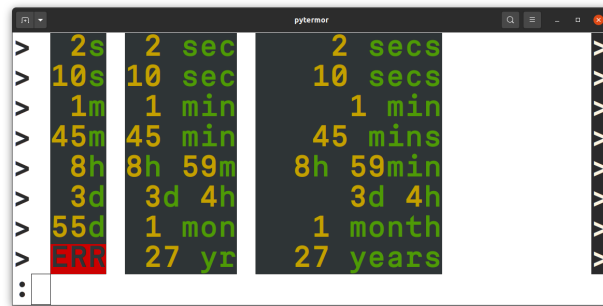 pytermor
> 2s 2 sec 2 secs >
> 10s 10 sec 10 secs >
> 1m 1 min 1 min >
> 45m 45 min 45 mins >
> 8h 8h 59m 8h 59min >
> 3d 3d 4h 3d 4h >
> 55d 1 mon 1 month >
> ERR 27 yr 27 years >
: